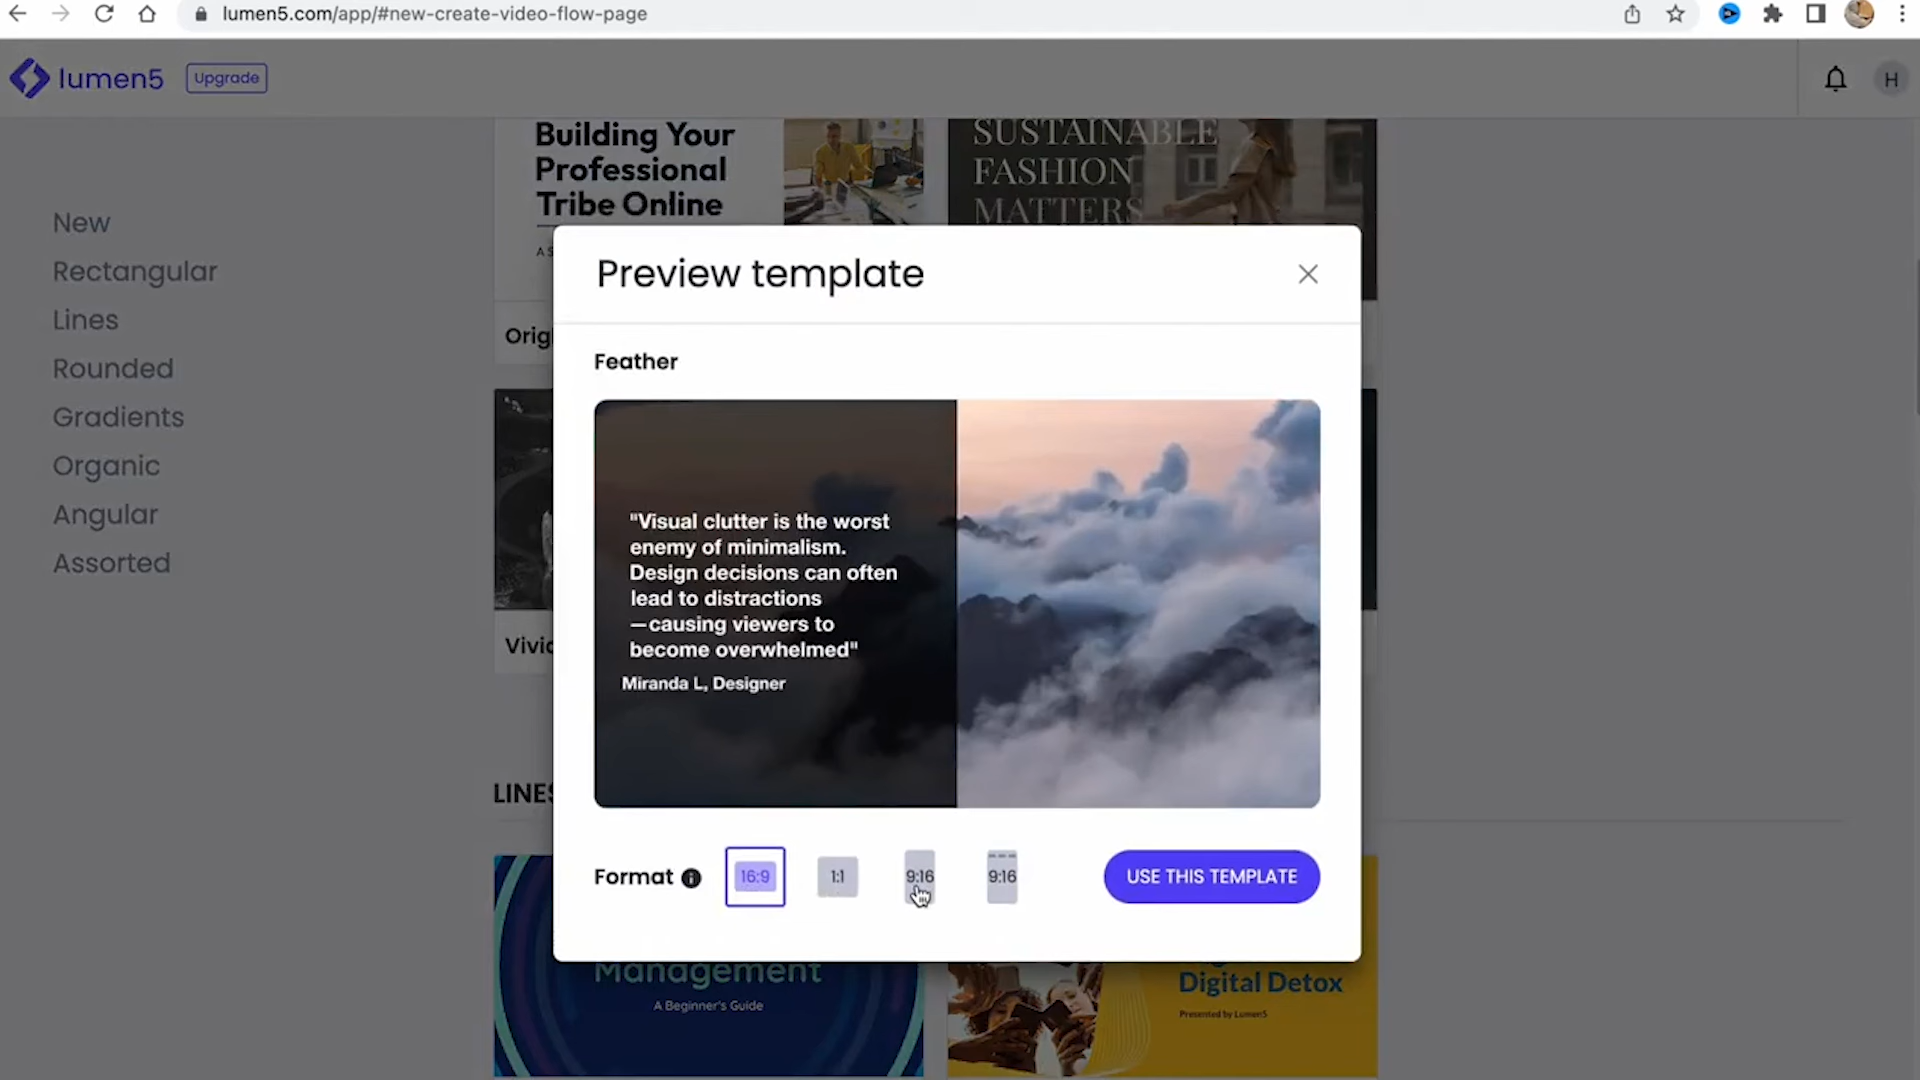 lumen5.com/app/#new-create-video-flow-page
lumen5
Upgrade
H
New
Rectangular
Lines
Rounded
Gradients
Organic
Angular
Assorted
Building Your
Professional
Tribe Online
SUSTAINABLE
FASHION
MATTERS
Preview template
Feather
"Visual clutter is the worst
enemy of minimalism.
Design decisions can often
lead to distractions
—causing viewers to
become overwhelmed"
Miranda L, Designer
Format
16:9
1:1
9:16
9:16
USE THIS TEMPLATE
Management
A Beginner's Guide
Digital Detox
Presented by Lumen5